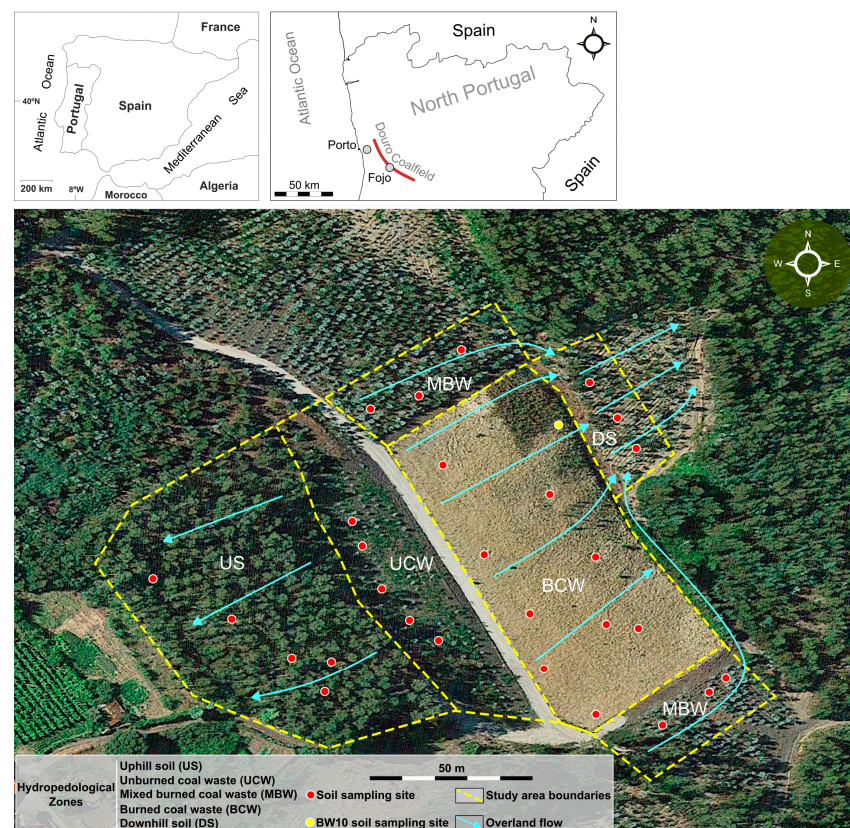 France
Atlantic Ocean
Portugal
Spain
Mediterranean Sea
40ºN
200 km
8ºW
Morocco
Algeria
Spain
N
Atlantic Ocean
North Portugal
Porto
Douro Coalfield
Fojo
Spain
50 km
N
W
E
S
MBW
DS
US
UCW
BCW
MBW
Hydropedological
Zones
Uphill soil (US)
Unburned coal waste (UCW)
Mixed burned coal waste (MBW)
Burned coal waste (BCW)
Downhill soil (DS)
50 m
Soil sampling site
Study area boundaries
BW10 soil sampling site
Overland flow